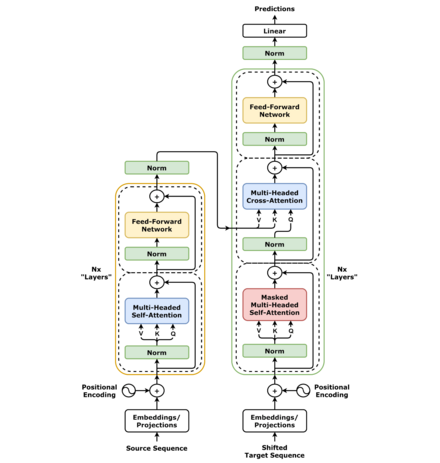 Predictions
Linear
Norm
Feed-Forward
Network
Norm
Multi-Headed
Cross-Attention
V K Q
Norm
Nx
"Layers"
Masked
Multi-Headed
Self-Attention
V K Q
Norm
Positional
Encoding
Embeddings/
Projections
Shifted
Target Sequence
Norm
Feed-Forward
Network
Norm
Nx
"Layers"
Multi-Headed
Self-Attention
V K Q
Norm
Positional
Encoding
Embeddings/
Projections
Source Sequence